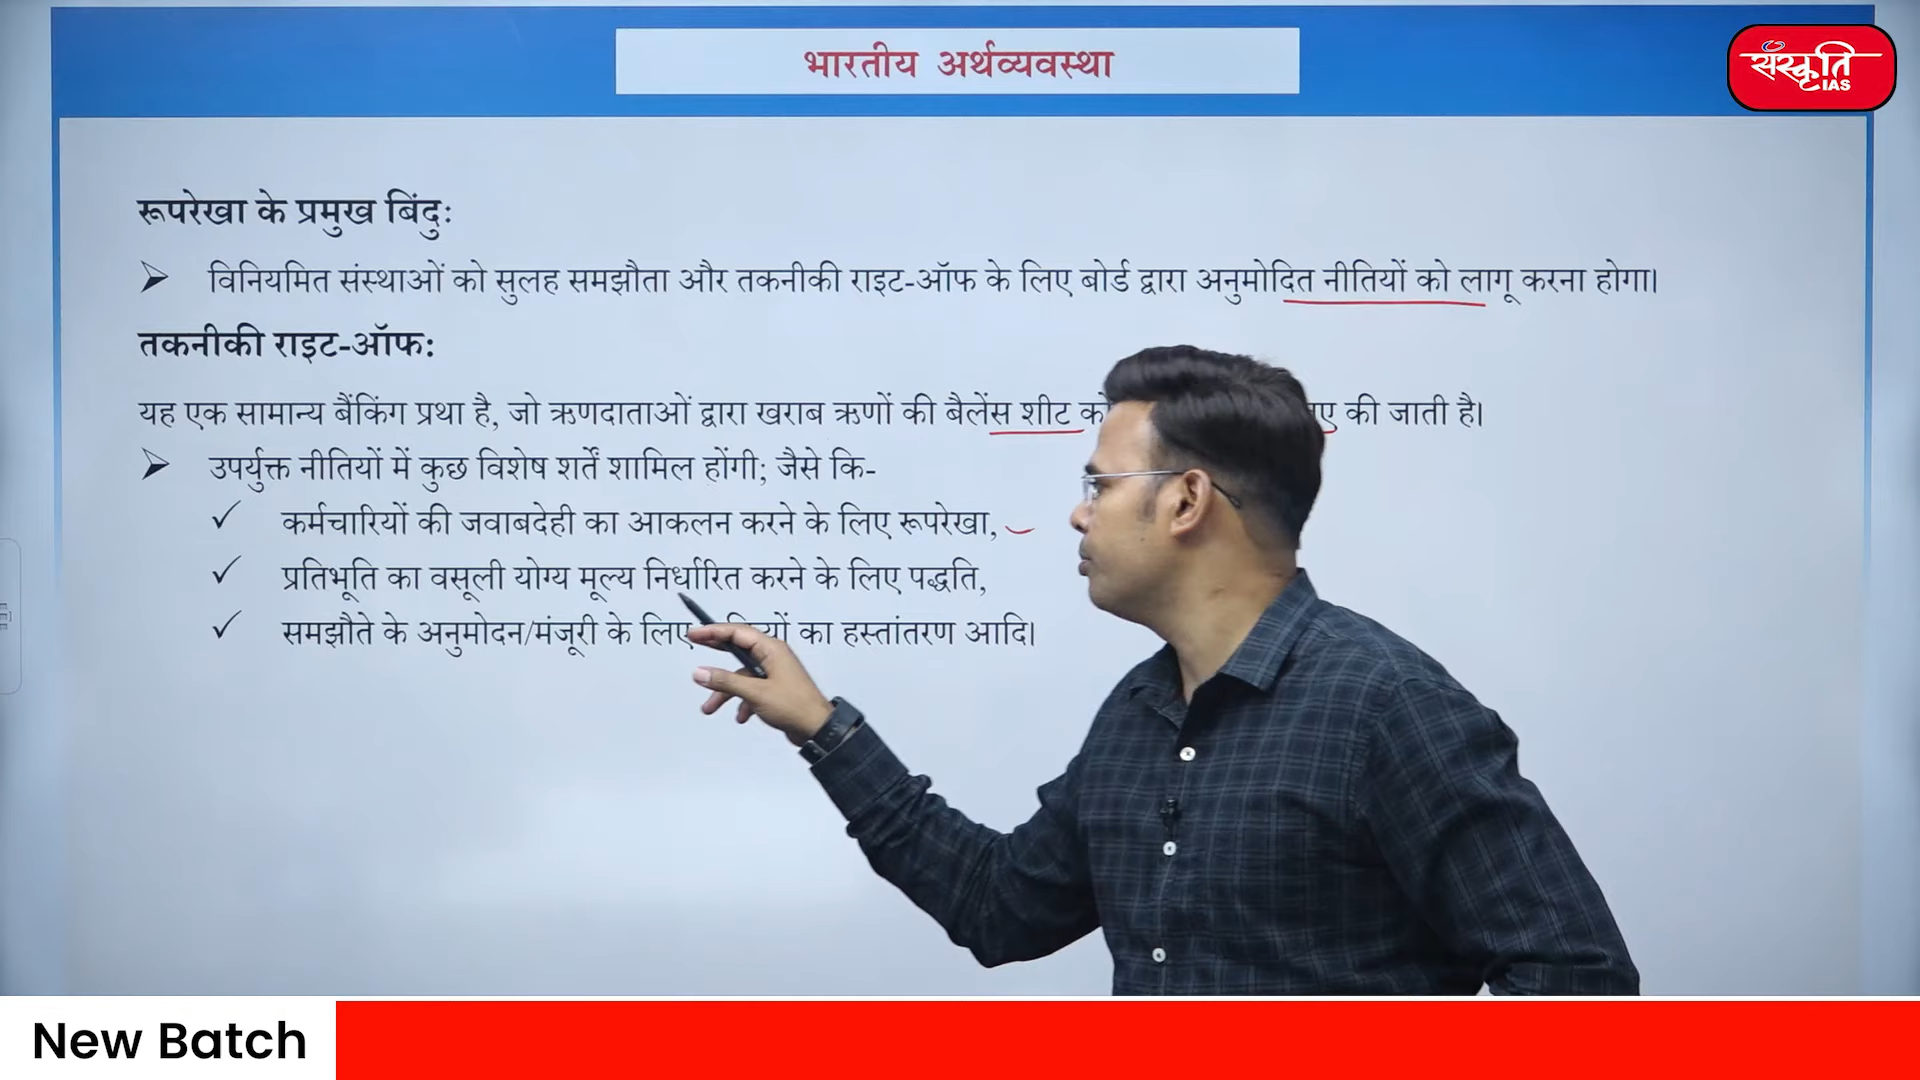 भारतीय अर्थव्यवस्था
संस्कृति
IAS
रूपरेखा के प्रमुख बिंदु:
➢ विनियमित संस्थाओं को सुलह समझौता और तकनीकी राइट-ऑफ के लिए बोर्ड द्वारा अनुमोदित नीतियों को लागू करना होगा।
तकनीकी राइट-ऑफ:
यह एक सामान्य बैंकिंग प्रथा है, जो ऋणदाताओं द्वारा खराब ऋणों की बैलेंस शीट की जाती है।
➢ उपर्युक्त नीतियों में कुछ विशेष शर्तें शामिल होंगी; जैसे कि-
✓ कर्मचारियों की जवाबदेही का आकलन करने के लिए रूपरेखा,
✓ प्रतिभूति का वसूली योग्य मूल्य निर्धारित करने के लिए पद्धति,
✓ समझौते के अनुमोदन/मंजूरी के लिए का हस्तांतरण आदि।
New Batch